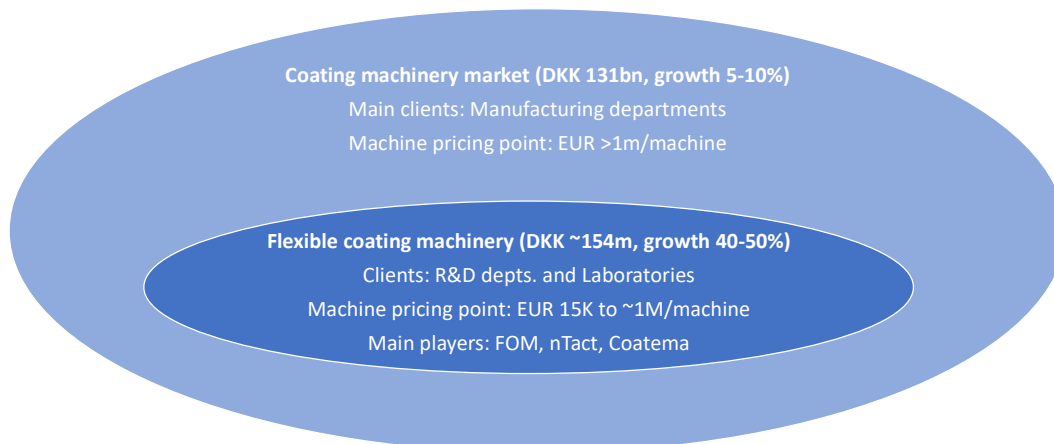 Coating machinery market (DKK 131bn, growth 5-10%)
Main clients: Manufacturing departments
Machine pricing point: EUR >1m/machine
Flexible coating machinery (DKK ~154m, growth 40-50%)
Clients: R&D depts. and Laboratories
Machine pricing point: EUR 15K to ~1M/machine
Main players: FOM, nTact, Coatema